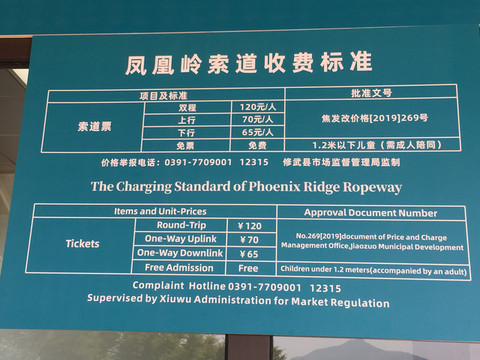 凤凰岭索道收费标准
项目及标准 批准文号
索道票 双程 120元/人 焦发改价格[2019]269号
上行 70元/人
下行 65元/人
免票 免费 1.2米以下儿童（需成人陪同）
价格举报电话：0391-7709001 12315 修武县市场监督管理局监制
The Charging Standard of Phoenix Ridge Ropeway
Items and Unit-Prices Approval Document Number
Tickets Round-Trip ¥120 No.269[2019]document of Price and Charge
One-Way Uplink ¥70 Management Office,Jiaozuo Municipal Development
One-Way Downlink ¥65
Free Admission Free Children under 1.2 meters(accompanied by an adult)
Complaint Hotline 0391-7709001 12315
Supervised by Xiuwu Administration for Market Regulation